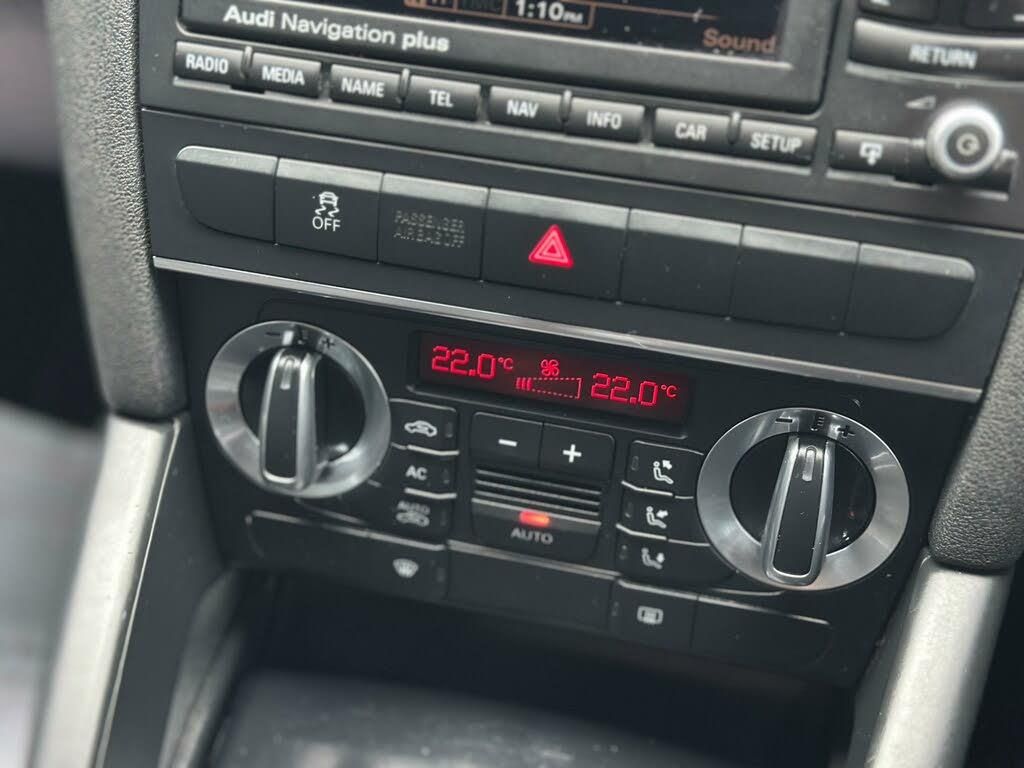 TMC 1:10PM
Sound
Audi Navigation plus
RETURN
RADIO MEDIA NAME TEL NAV INFO CAR SETUP
OFF
PASSENGER
AIRBAG OFF
- +
22.0°C 22.0°C
- +
- +
AC
AUTO
AUTO